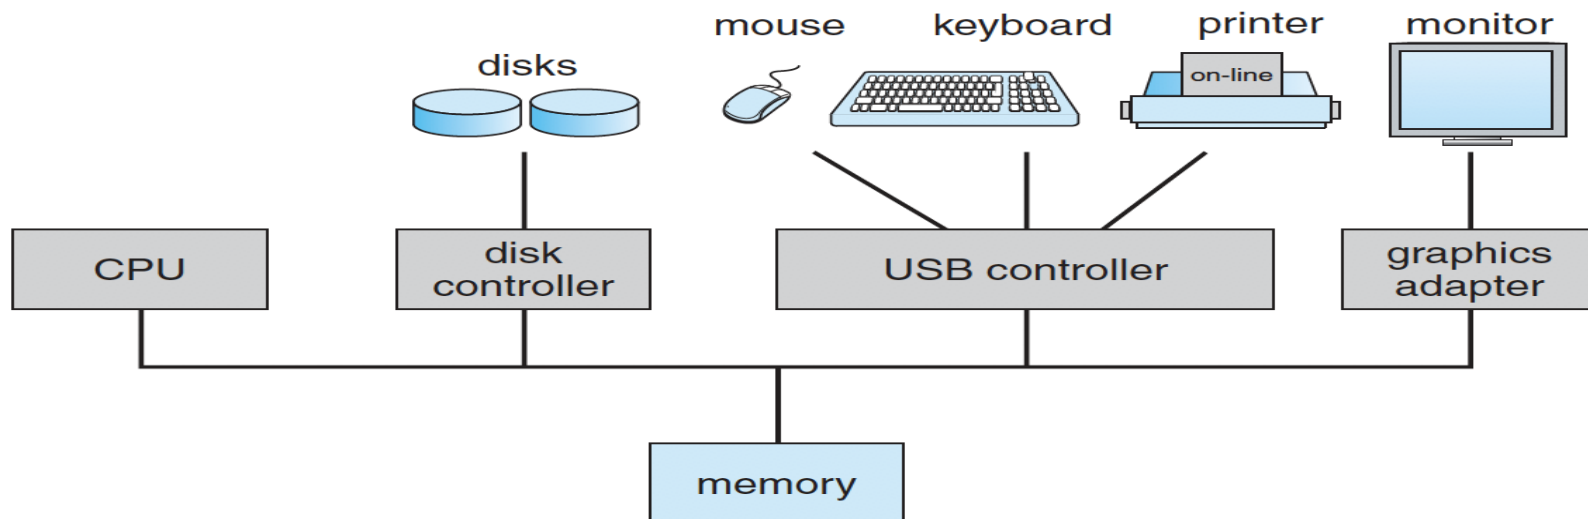 disks
mouse
keyboard
printer
monitor
on-line
CPU
disk
controller
USB controller
graphics
adapter
memory